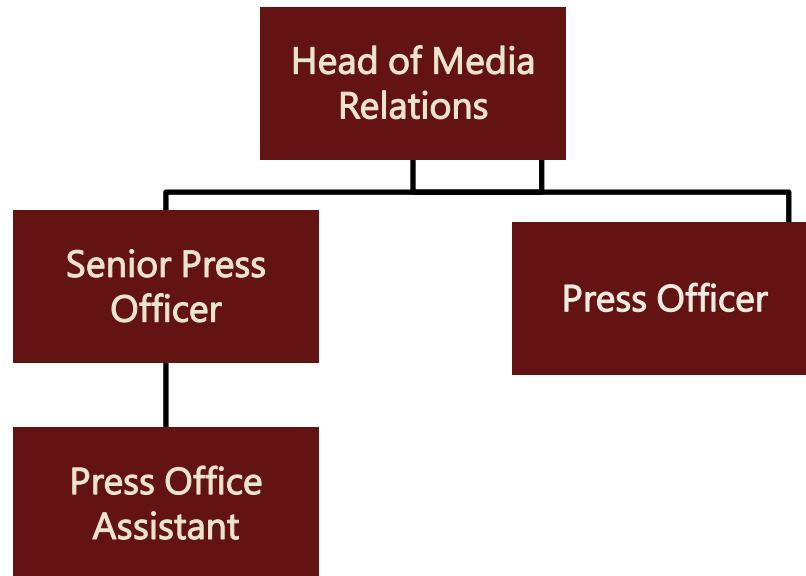 Head of Media
Relations
Senior Press
Officer
Press Officer
Press Office
Assistant